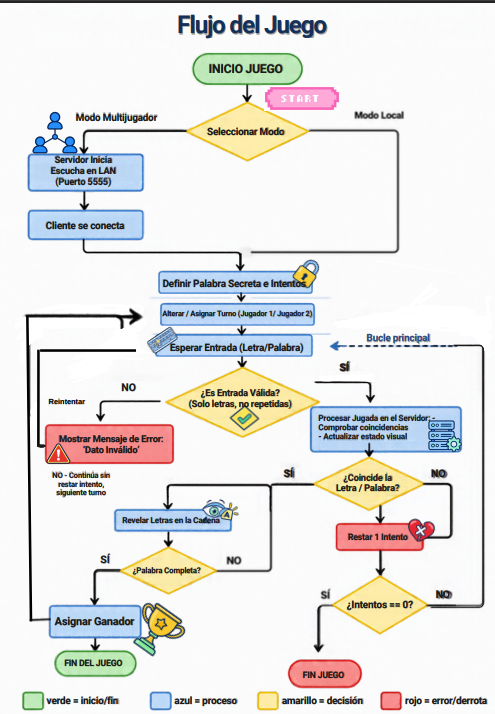 Flujo del Juego
INICIO JUEGO
START
Modo Multijugador
Seleccionar Modo
Modo Local
Servidor Inicia
Escucha en LAN
(Puerto 5555)
Cliente se conecta
Definir Palabra Secreta e Intentos
Alterar / Asignar Turno (Jugador 1/ Jugador 2)
Esperar Entrada (Letra/Palabra)
Bucle principal
SÍ
NO
¿Es Entrada Válida?
(Solo letras, no repetidas)
Reintentar
Mostrar Mensaje de Error:
'Dato Inválido'
Procesar Jugada en el Servidor: -
Comprobar coincidencias
- Actualizar estado visual
NO - Continúa sin
restar intento,
siguiente turno
SÍ
¿Coincide la
Letra / Palabra?
NO
Revelar Letras en la Cadena
A
Restar 1 Intento
SÍ
¿Palabra Completa?
NO
SÍ
¿Intentos == 0?
NO
Asignar Ganador
FIN DEL JUEGO
FIN JUEGO
verde = inicio/fin
azul = proceso
amarillo = decisión
rojo = error/derrota